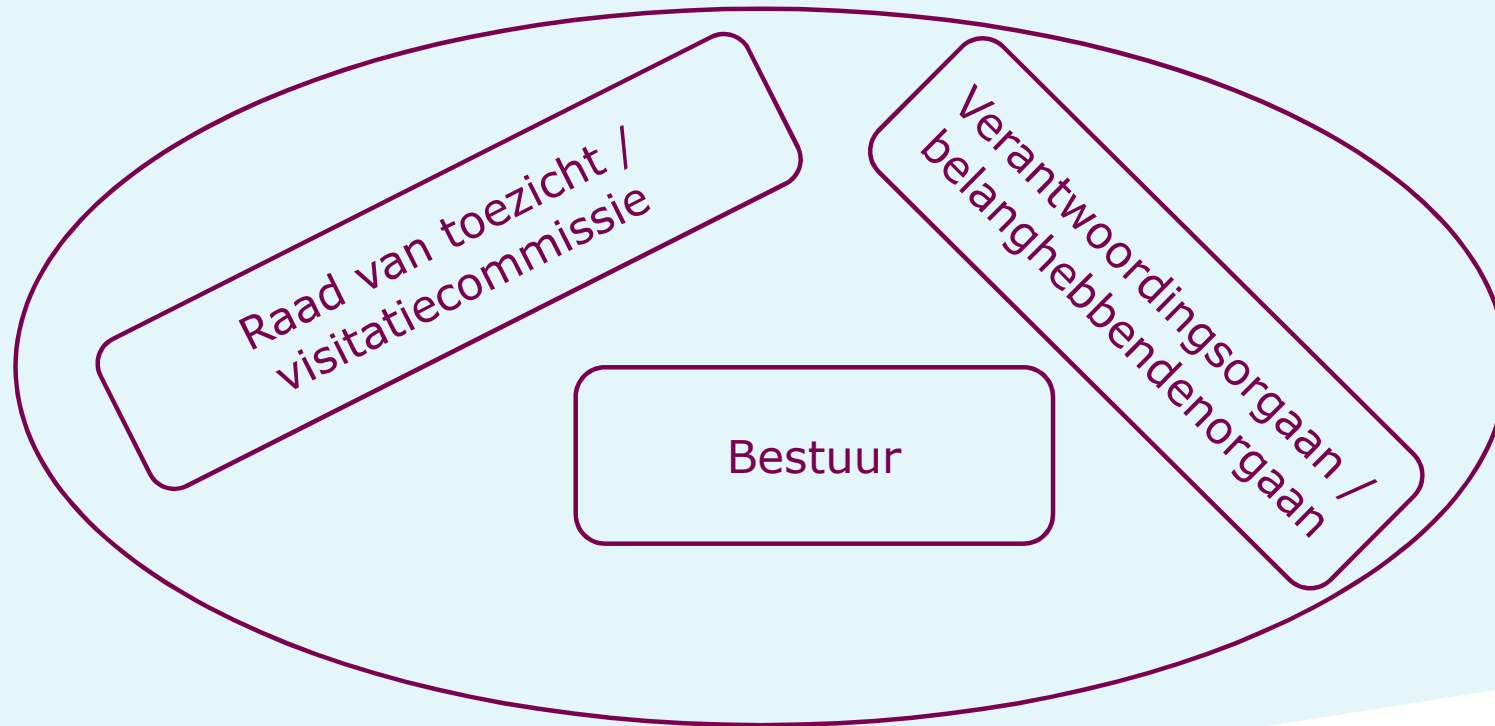 Raad van toezicht /
visitatiecommissie
Verantwoordingsorgaan /
belanghebbendenorgaan
Bestuur